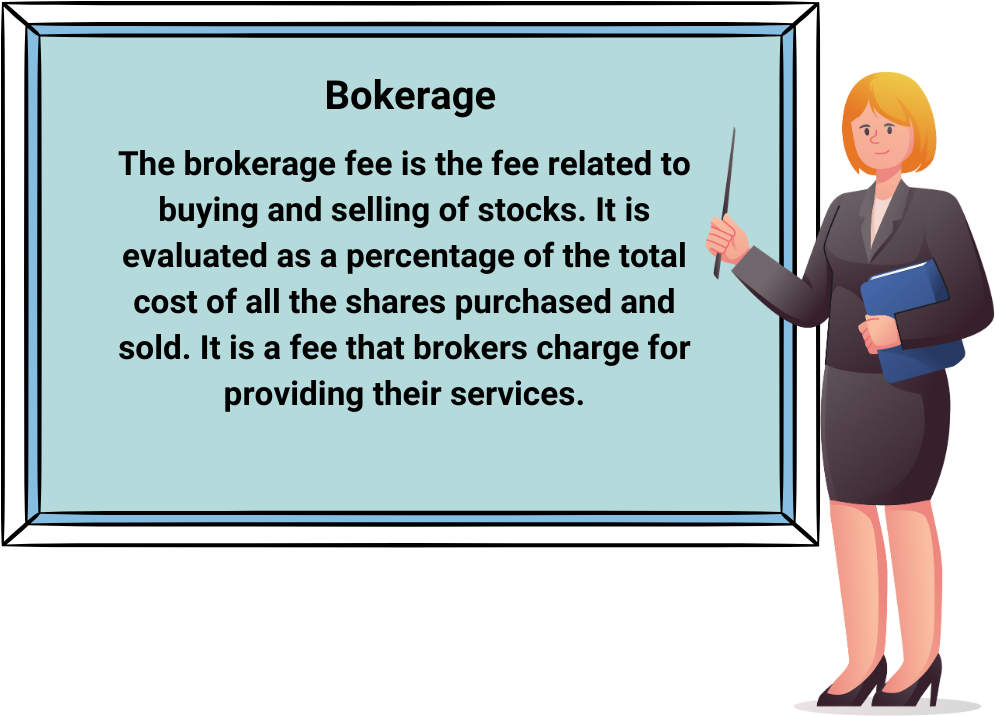 Bokerage
The brokerage fee is the fee related to
buying and selling of stocks. It is
evaluated as a percentage of the total
cost of all the shares purchased and
sold. It is a fee that brokers charge for
providing their services.